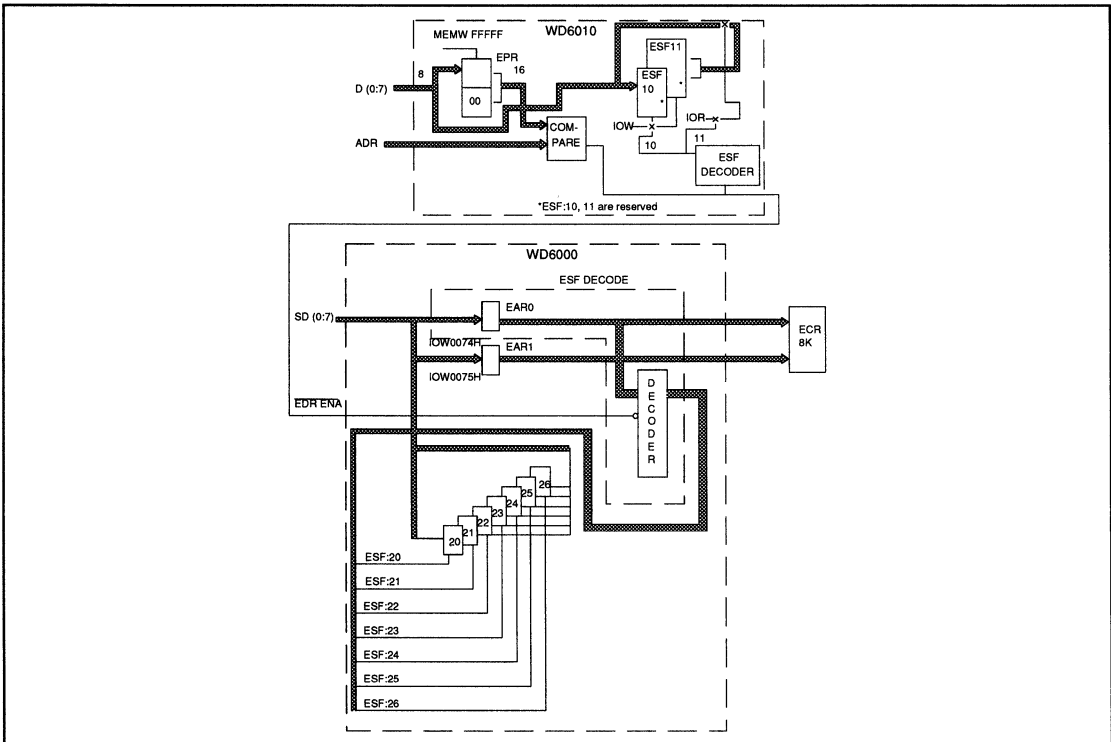 WD6010
MEMW FFFFF
EPR
8
16
D (0:7)
00
ESF11
ESF
10
*
*
ADR
COM-
PARE
IOW
IOR
10
11
ESF
DECODER
*ESF:10, 11 are reserved
WD6000
ESF DECODE
SD (0:7)
EAR0
IOW0074H
EAR1
IOW0075H
ECR
8K
EDR ENA
DECODER
26
25
24
23
22
21
20
ESF:20
ESF:21
ESF:22
ESF:23
ESF:24
ESF:25
ESF:26